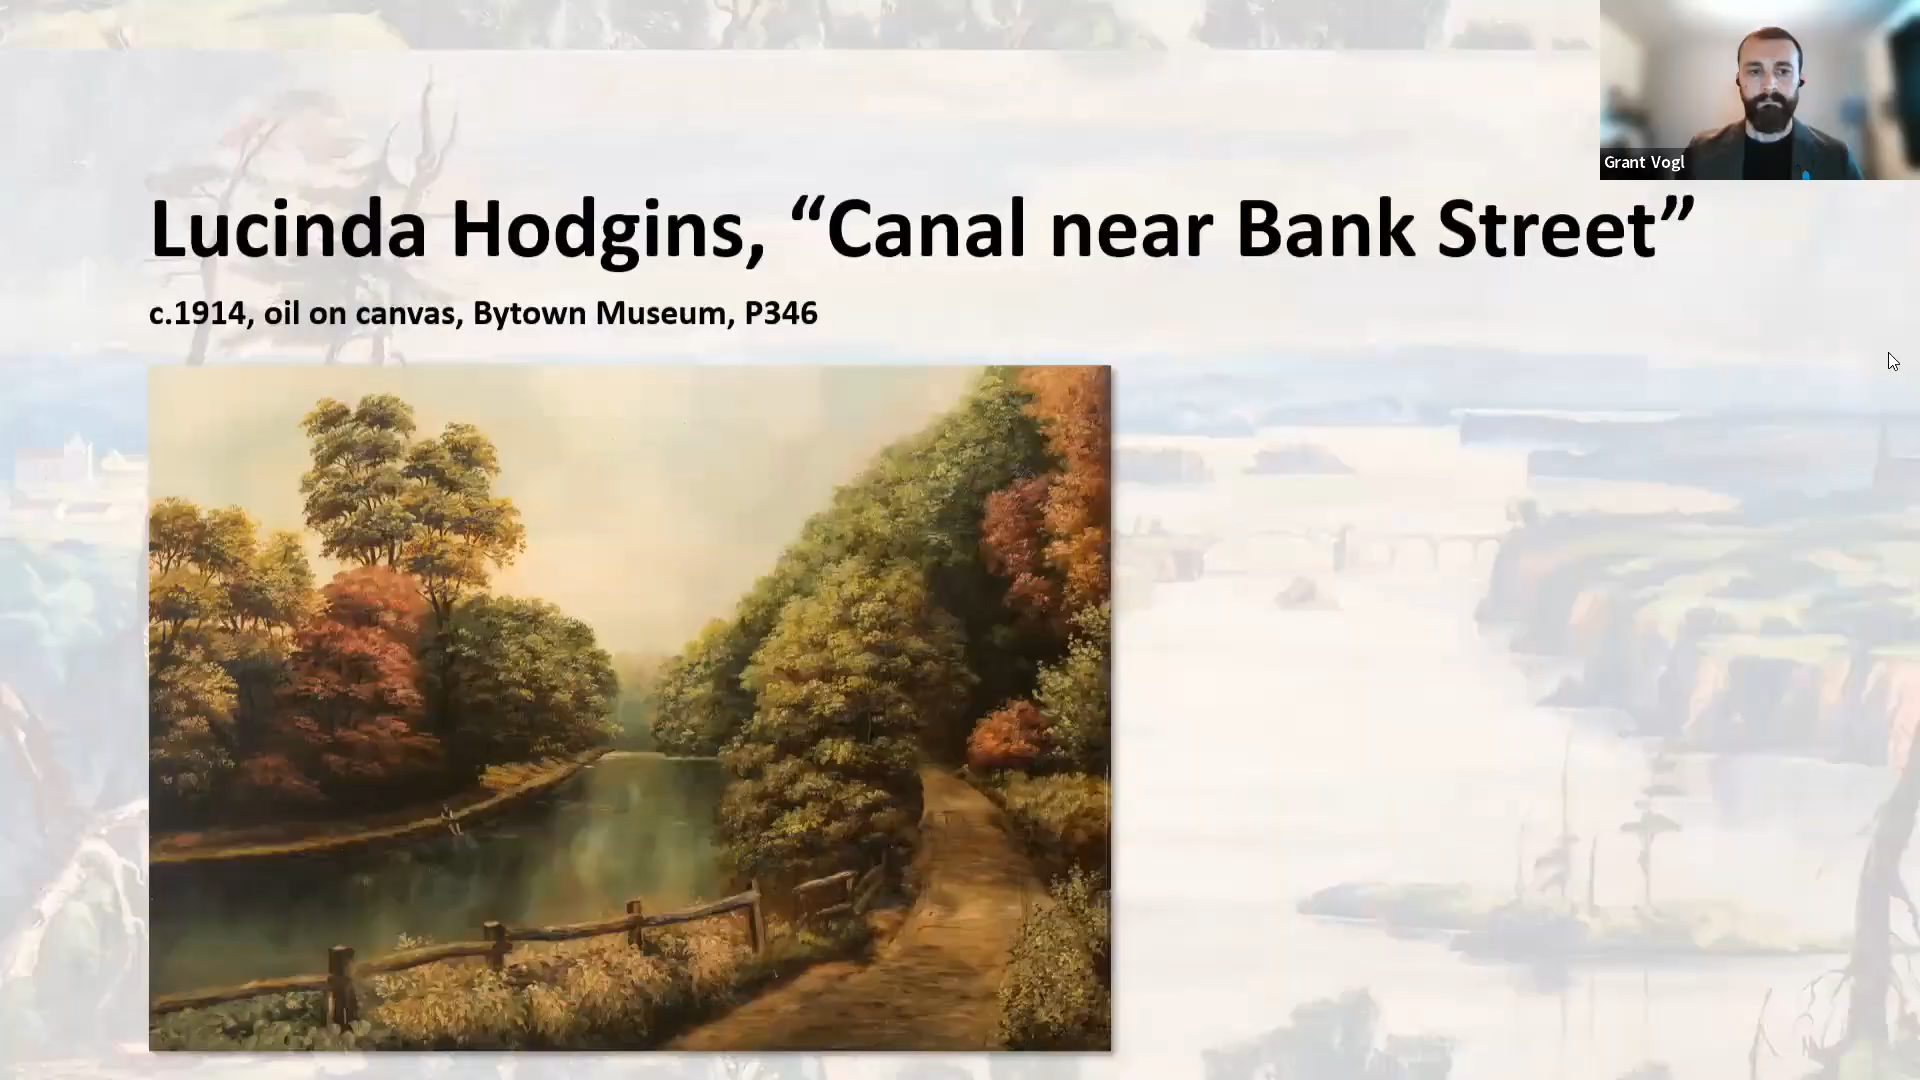 Grant Vogl
Lucinda Hodgins, “Canal near Bank Street”
c.1914, oil on canvas, Bytown Museum, P346